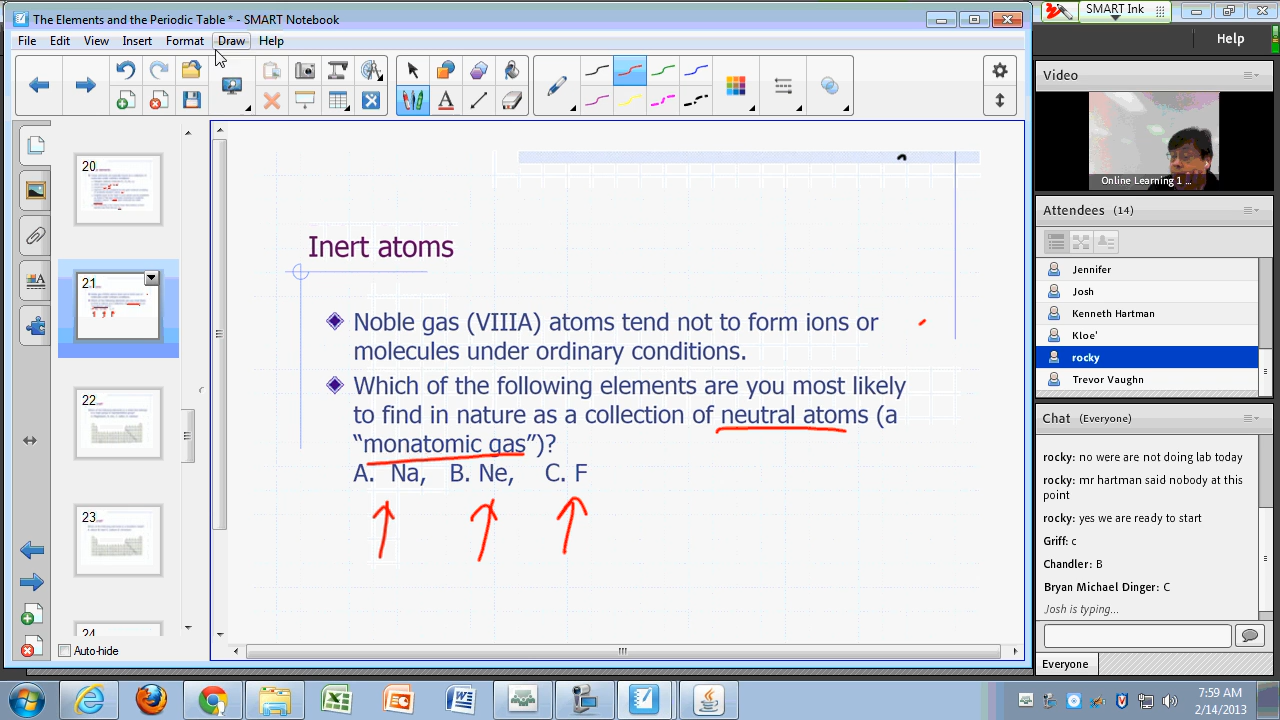 The Elements and the Periodic Table * - SMART Notebook
SMART Ink
File Edit View Insert Format Draw Help
Help
Video
Online Learning 1 ...
20
21
22
23
24
Auto-hide
Inert atoms
Noble gas (VIIIA) atoms tend not to form ions or
molecules under ordinary conditions.
Which of the following elements are you most likely
to find in nature as a collection of neutral atoms (a
“monatomic gas”)?
A. Na, B. Ne, C. F
Attendees (14)
Jennifer
Josh
Kenneth Hartman
Kloe'
rocky
Trevor Vaughn
Chat (Everyone)
rocky: no were are not doing lab today
rocky: mr hartman said nobody at this
point
rocky: yes we are ready to start
Griff: c
Chandler: B
Bryan Michael Dinger: C
Josh is typing...
Everyone
7:59 AM
2/14/2013